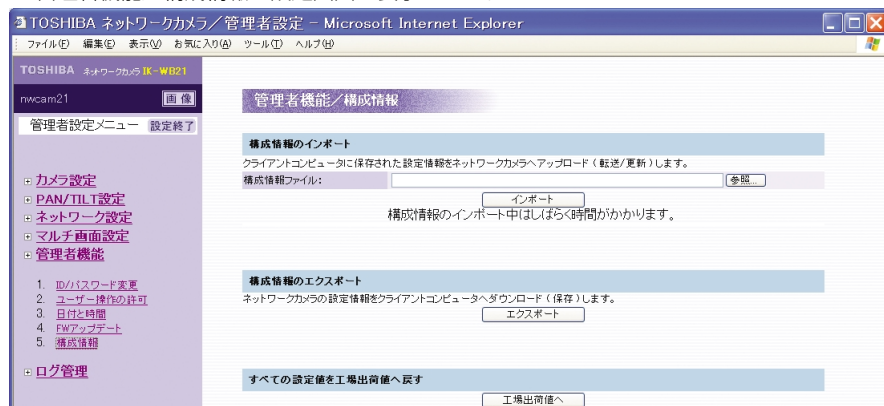 TOSHIBA ネットワークカメラ/管理者設定 - Microsoft Internet Explorer
ファイル(F) 編集(E) 表示(V) お気に入り(A) ツール(T) ヘルプ(H)
TOSHIBA ネットワークカメラ IK-WB21
nwcam21 画像
管理者設定メニュー 設定終了
カメラ設定
PAN/TILT設定
ネットワーク設定
マルチ画面設定
管理者機能
1. ID/パスワード変更
2. ユーザー操作の許可
3. 日付と時間
4. FWアップデート
5. 構成情報
ログ管理
管理者機能/構成情報
構成情報のインポート
クライアントコンピュータに保存された設定情報をネットワークカメラへアップロード(転送/更新)します。
構成情報ファイル: 参照...
インポート
構成情報のインポート中はしばらく時間がかかります。
構成情報のエクスポート
ネットワークカメラの設定情報をクライアントコンピュータへダウンロード(保存)します。
エクスポート
すべての設定値を工場出荷値へ戻す
工場出荷値へ